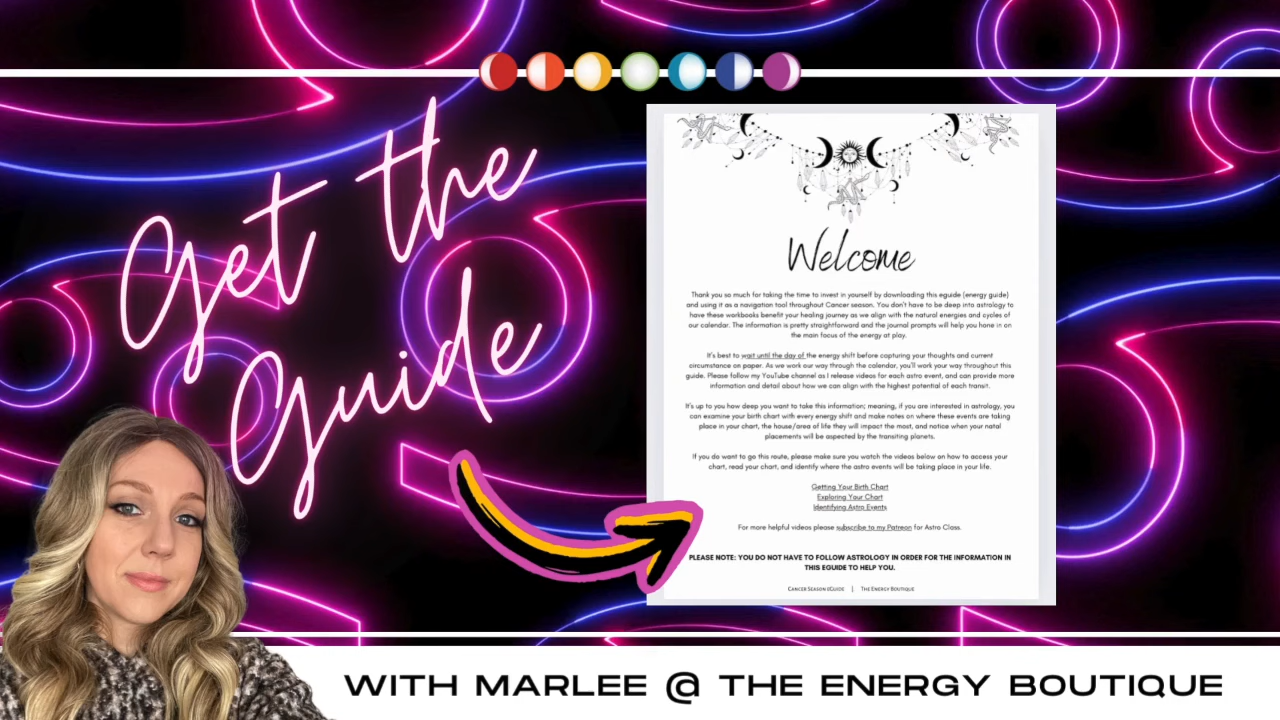 Get the
Guide
Welcome
Thank you so much for taking the time to invest in yourself by downloading this eguide (energy guide)
and using it as a navigation tool throughout Cancer season. You don't have to be deep into astrology to
have these workbooks benefit your healing journey as we align with the natural energies and cycles of
our calendar. The information is pretty straightforward and the journal prompts will help you hone in on
the main focus of the energy at play.
It's best to wait until the day of the energy shift before capturing your thoughts and current
circumstance on paper. As we work our way through the calendar, you'll work your way throughout this
guide. Please follow my YouTube channel as I release videos for each astro event, and can provide more
information and detail about how we can align with the highest potential of each transit.
It's up to you how deep you want to take this information; meaning, if you are interested in astrology, you
can examine your birth chart with every energy shift and make notes on where these events are taking
place in your chart, the house/area of life they will impact the most, and notice when your natal
placements will be aspected by the transiting planets.
If you do want to go this route, please make sure you watch the videos below on how to access your
chart, read your chart, and identify where the astro events will be taking place in your life.
Getting Your Birth Chart
Exploring Your Chart
Identifying Astro Events
For more helpful videos please subscribe to my Patreon for Astro Class.
PLEASE NOTE: YOU DO NOT HAVE TO FOLLOW ASTROLOGY IN ORDER FOR THE INFORMATION IN
THIS EGUIDE TO HELP YOU.
Cancer Season eGuide | The Energy Boutique
WITH MARLEE @ THE ENERGY BOUTIQUE